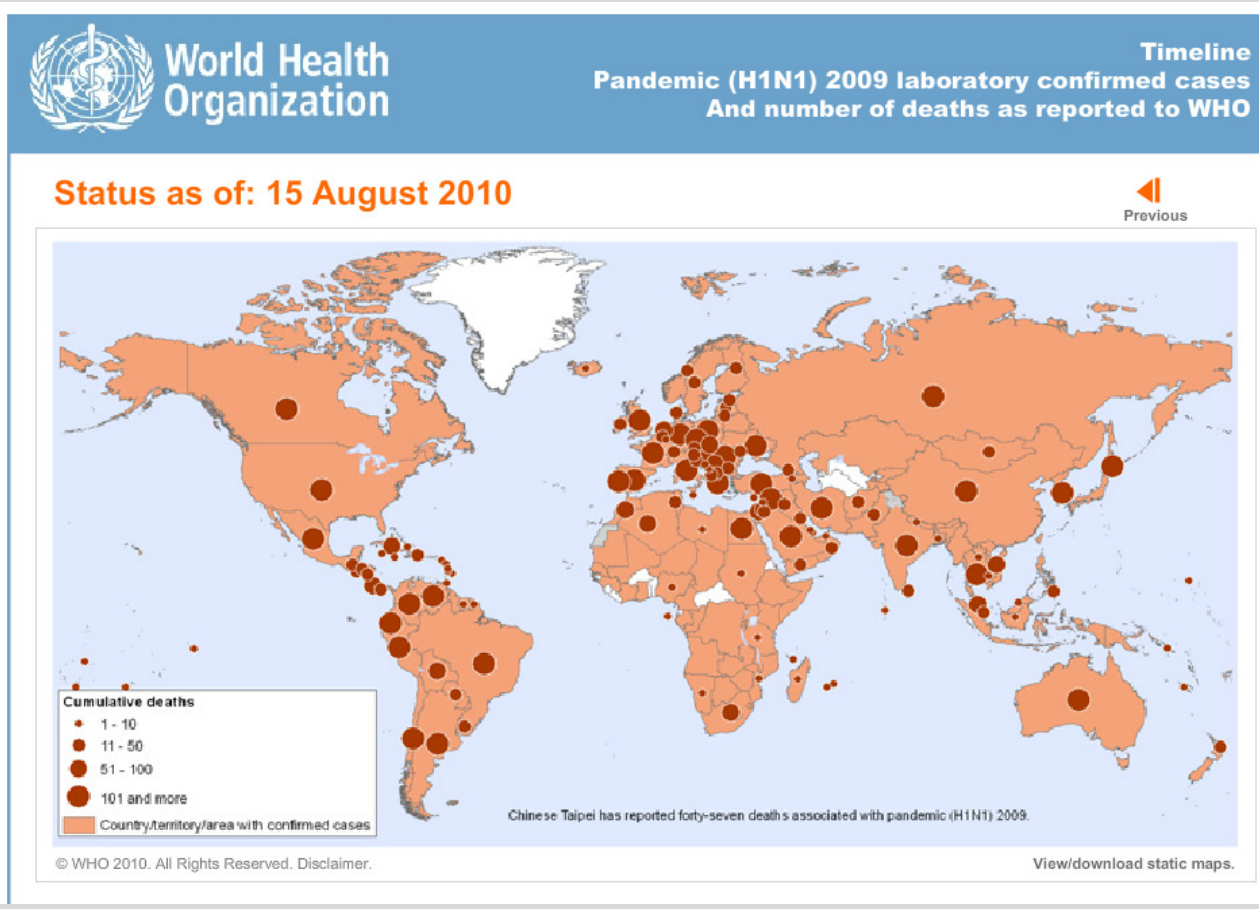 World Health
Organization
Timeline
Pandemic (H1N1) 2009 laboratory confirmed cases
And number of deaths as reported to WHO
Status as of: 15 August 2010
Previous
Cumulative deaths
1 - 10
11 - 50
51 - 100
101 and more
Country/territory/area with confirmed cases
Chinese Taipei has reported forty-seven deaths associated with pandemic (H1N1) 2009.
© WHO 2010. All Rights Reserved. Disclaimer.
View/download static maps.